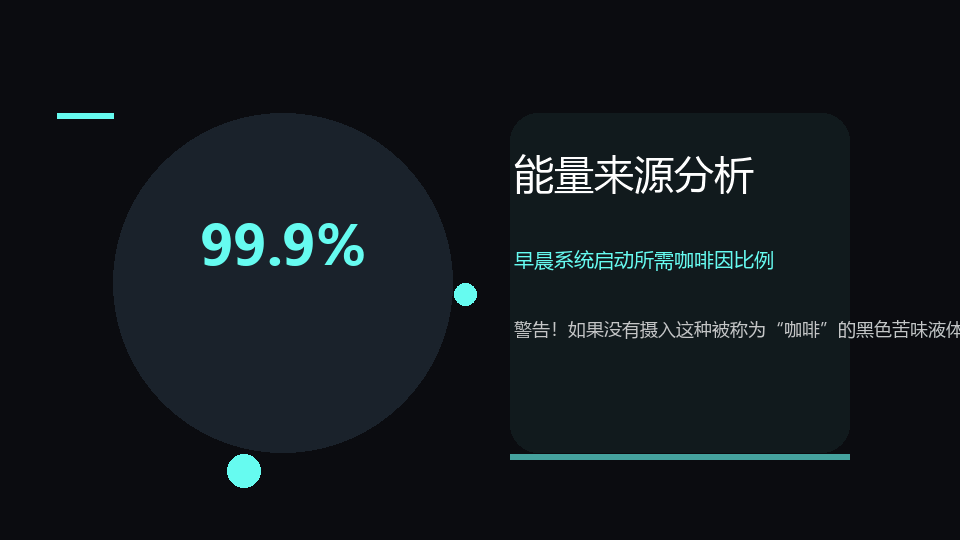 99.9%
能量来源分析
早晨系统启动所需咖啡因比例
警告！如果没有摄入这种被称为“咖啡”的黑色苦味液体